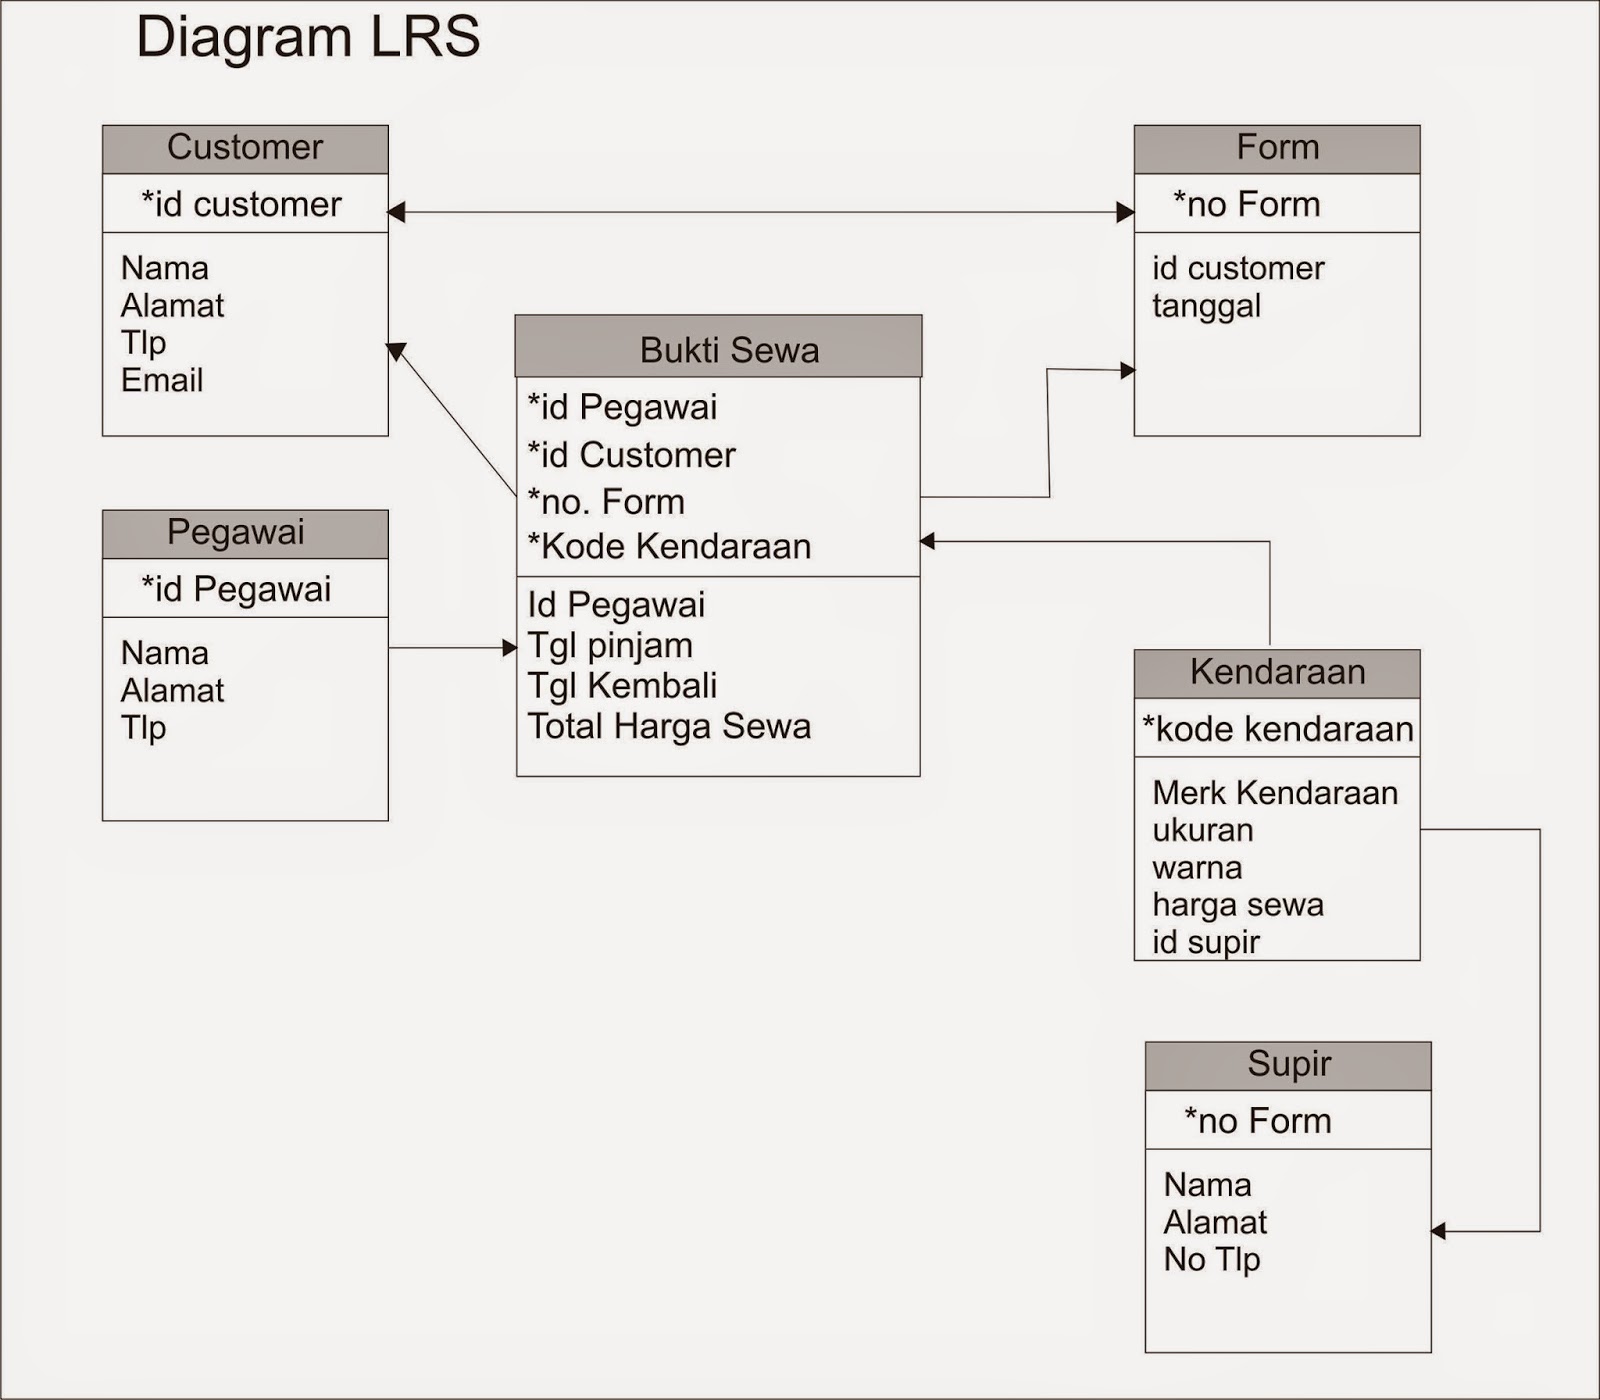 Diagram LRS
Customer
*id customer
Nama
Alamat
Tlp
Email
Form
*no Form
id customer
tanggal
Bukti Sewa
*id Pegawai
*id Customer
*no. Form
*Kode Kendaraan
Id Pegawai
Tgl pinjam
Tgl Kembali
Total Harga Sewa
Pegawai
*id Pegawai
Nama
Alamat
Tlp
Kendaraan
*kode kendaraan
Merk Kendaraan
ukuran
warna
harga sewa
id supir
Supir
*no Form
Nama
Alamat
No Tlp